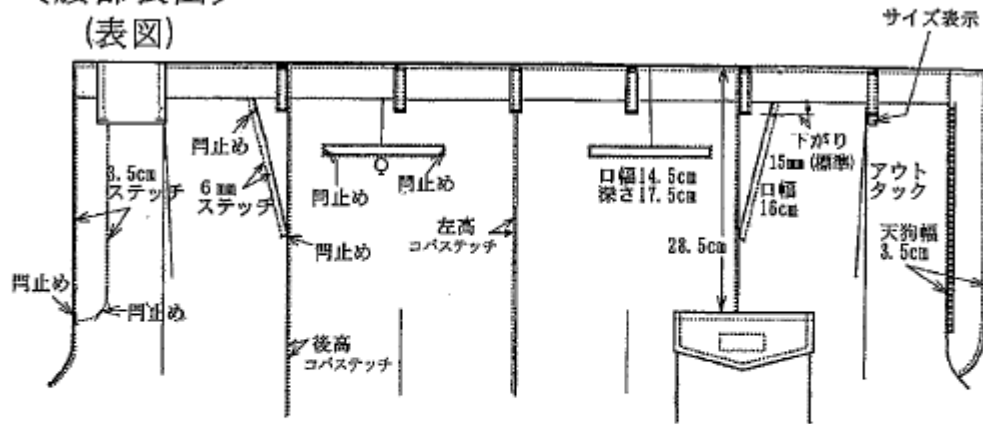 (表図)
サイズ表示
閂止め
3.5cm
ステッチ
6mm
ステッチ
閂止め
閂止め
口幅14.5cm
深さ17.5cm
下がり
15mm(標準)
口幅
16cm
アウト
タック
左高
コバステッチ
閂止め
28.5cm
天狗幅
3.5cm
閂止め
閂止め
後高
コバステッチ